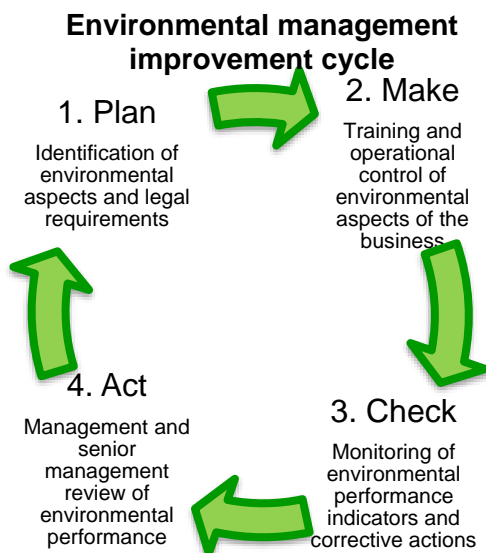 Environmental management
improvement cycle
1. Plan
Identification of
environmental
aspects and legal
requirements
2. Make
Training and
operational
control of
environmental
aspects of the
business
3. Check
Monitoring of
environmental
performance
indicators and
corrective actions
4. Act
Management and
senior
management
review of
environmental
performance